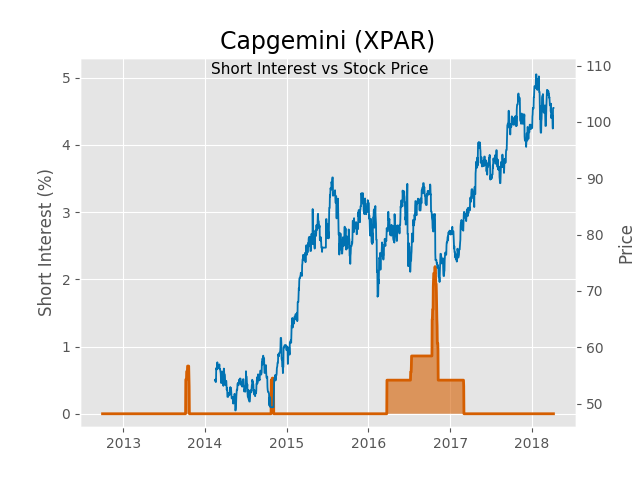 Capgemini (XPAR)
Short Interest vs Stock Price
Short Interest (%)
5
4
3
2
1
0
110
100
90
80
70
60
50
Price
2013 2014 2015 2016 2017 2018